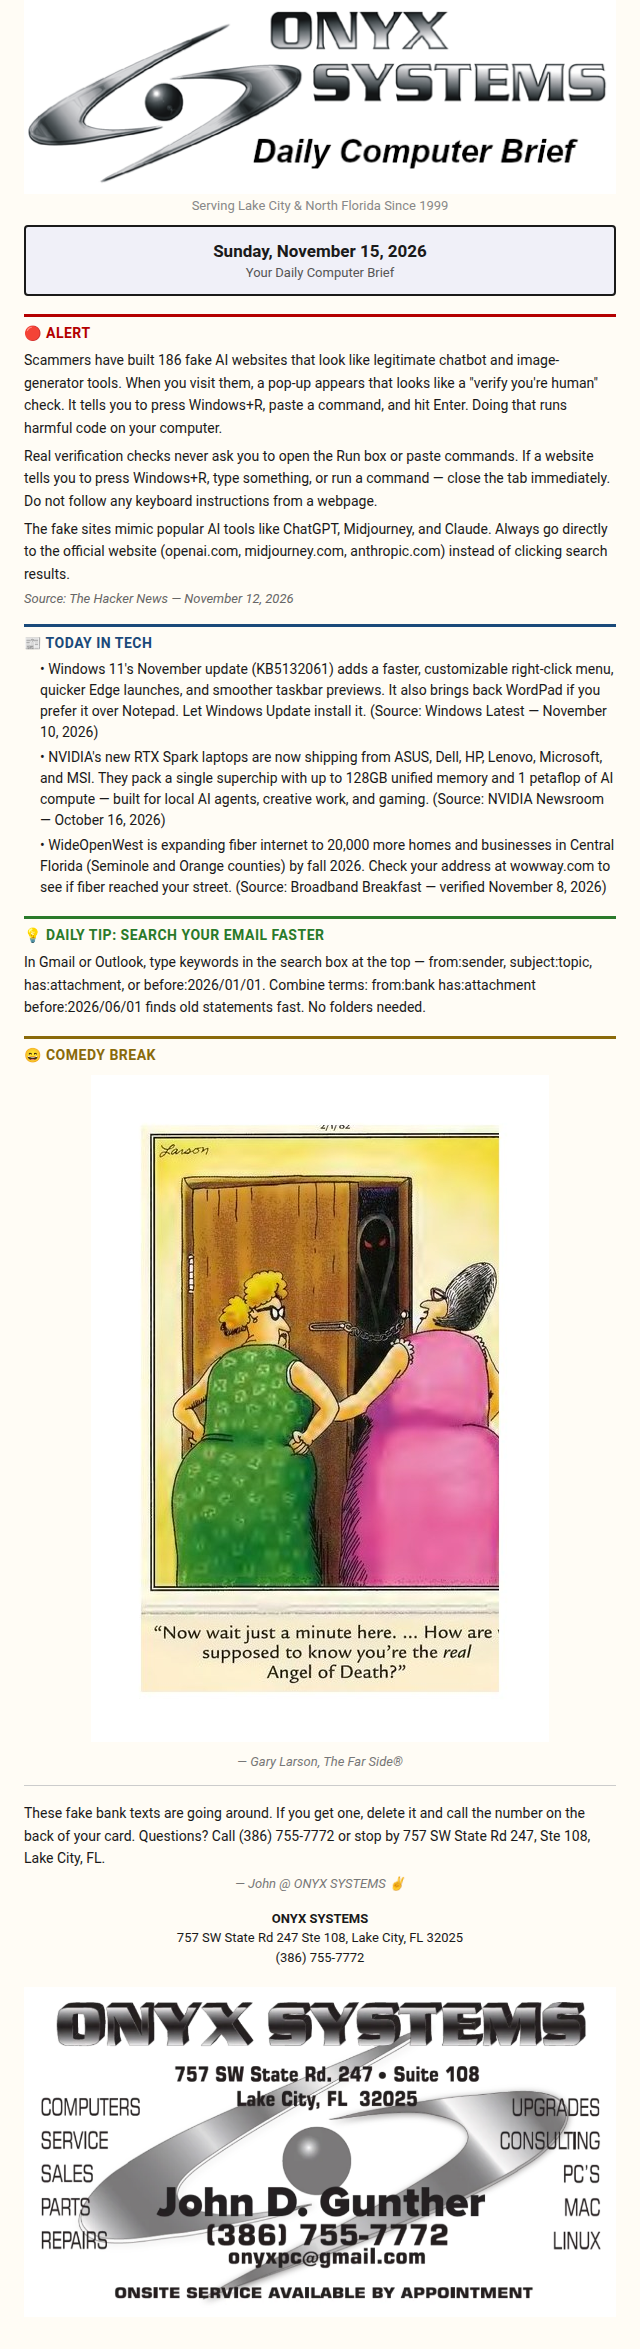 ONYX
SYSTEMS
Daily Computer Brief
Serving Lake City & North Florida Since 1999
Sunday, November 15, 2026
Your Daily Computer Brief
🔴 ALERT
Scammers have built 186 fake AI websites that look like legitimate chatbot and image-
generator tools. When you visit them, a pop-up appears that looks like a "verify you're human"
check. It tells you to press Windows+R, paste a command, and hit Enter. Doing that runs
harmful code on your computer.
Real verification checks never ask you to open the Run box or paste commands. If a website
tells you to press Windows+R, type something, or run a command — close the tab immediately.
Do not follow any keyboard instructions from a webpage.
The fake sites mimic popular AI tools like ChatGPT, Midjourney, and Claude. Always go directly
to the official website (openai.com, midjourney.com, anthropic.com) instead of clicking search
results.
Source: The Hacker News — November 12, 2026
📰 TODAY IN TECH
• Windows 11's November update (KB5132061) adds a faster, customizable right-click menu,
quicker Edge launches, and smoother taskbar previews. It also brings back WordPad if you
prefer it over Notepad. Let Windows Update install it. (Source: Windows Latest — November
10, 2026)
• NVIDIA's new RTX Spark laptops are now shipping from ASUS, Dell, HP, Lenovo, Microsoft,
and MSI. They pack a single superchip with up to 128GB unified memory and 1 petaflop of AI
compute — built for local AI agents, creative work, and gaming. (Source: NVIDIA Newsroom
— October 16, 2026)
• WideOpenWest is expanding fiber internet to 20,000 more homes and businesses in Central
Florida (Seminole and Orange counties) by fall 2026. Check your address at wowway.com to
see if fiber reached your street. (Source: Broadband Breakfast — verified November 8, 2026)
💡 DAILY TIP: SEARCH YOUR EMAIL FASTER
In Gmail or Outlook, type keywords in the search box at the top — from:sender, subject:topic,
has:attachment, or before:2026/01/01. Combine terms: from:bank has:attachment
before:2026/06/01 finds old statements fast. No folders needed.
😄 COMEDY BREAK
2/1/82
Larson
“Now wait just a minute here. ... How are
supposed to know you’re the real
Angel of Death?”
— Gary Larson, The Far Side®
These fake bank texts are going around. If you get one, delete it and call the number on the
back of your card. Questions? Call (386) 755-7772 or stop by 757 SW State Rd 247, Ste 108,
Lake City, FL.
— John @ ONYX SYSTEMS ✌️
ONYX SYSTEMS
757 SW State Rd 247 Ste 108, Lake City, FL 32025
(386) 755-7772
ONYX SYSTEMS
757 SW State Rd. 247 • Suite 108
Lake City, FL 32025
COMPUTERS
SERVICE
SALES
PARTS
REPAIRS
UPGRADES
CONSULTING
PC'S
MAC
LINUX
John D. Gunther
(386) 755-7772
onyxpc@gmail.com
ONSITE SERVICE AVAILABLE BY APPOINTMENT